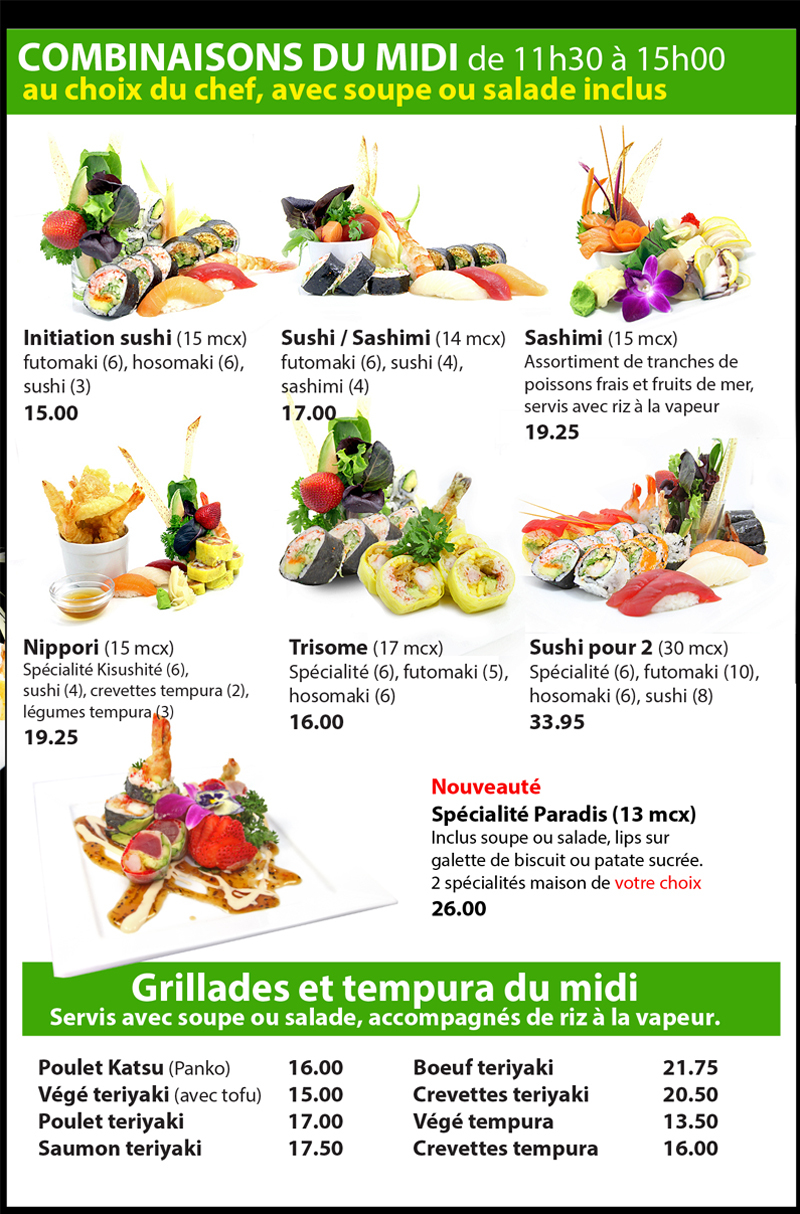 COMBINAISONS DU MIDI de 11h30 à 15h00
au choix du chef, avec soupe ou salade inclus
Initiation sushi (15 mcx)
futomaki (6), hosomaki (6),
sushi (3)
15.00
Sushi / Sashimi (14 mcx)
futomaki (6), sushi (4),
sashimi (4)
17.00
Sashimi (15 mcx)
Assortiment de tranches de
poissons frais et fruits de mer,
servis avec riz à la vapeur
19.25
Nippori (15 mcx)
Spécialité Kisushité (6),
sushi (4), crevettes tempura (2),
légumes tempura (3)
19.25
Trisome (17 mcx)
Spécialité (6), futomaki (5),
hosomaki (6)
16.00
Sushi pour 2 (30 mcx)
Spécialité (6), futomaki (10),
hosomaki (6), sushi (8)
33.95
Nouveauté
Spécialité Paradis (13 mcx)
Inclus soupe ou salade, lips sur
galette de biscuit ou patate sucrée.
2 spécialités maison de votre choix
26.00
Grillades et tempura du midi
Servis avec soupe ou salade, accompagnés de riz à la vapeur.
Poulet Katsu (Panko) 16.00
Végé teriyaki (avec tofu) 15.00
Poulet teriyaki 17.00
Saumon teriyaki 17.50
Boeuf teriyaki 21.75
Crevettes teriyaki 20.50
Végé tempura 13.50
Crevettes tempura 16.00